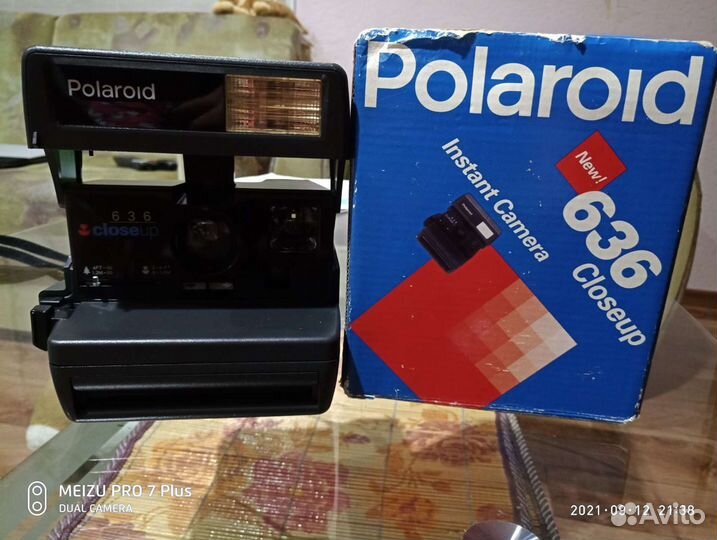 Polaroid
636
closeup
Polaroid
New!
Instant Camera
636
Closeup
MEIZU PRO 7 Plus
DUAL CAMERA
2021·09·12 21:38
Avito